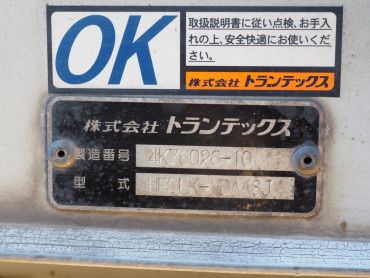 OK
取扱説明書に従い点検、お手入
れの上、安全快適にお使いくだ
さい。
株式会社 トランテックス
株式会社 トランテックス
製造番号
型式